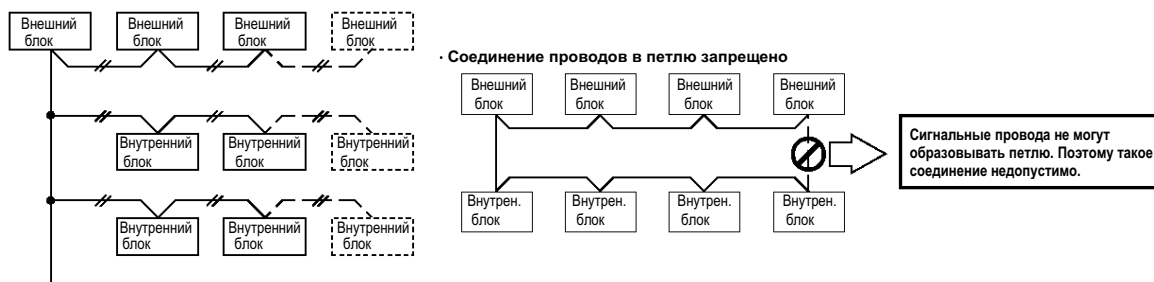 Внешний
блок
Внешний
блок
Внешний
блок
Внешний
блок
Внутренний
блок
Внутренний
блок
Внутренний
блок
Внутренний
блок
Внутренний
блок
Внутренний
блок
· Соединение проводов в петлю запрещено
Внешний
блок
Внешний
блок
Внешний
блок
Внешний
блок
Внутрен.
блок
Внутрен.
блок
Внутрен.
блок
Внутрен.
блок
Сигнальные провода не могут
образовывать петлю. Поэтому такое
соединение недопустимо.